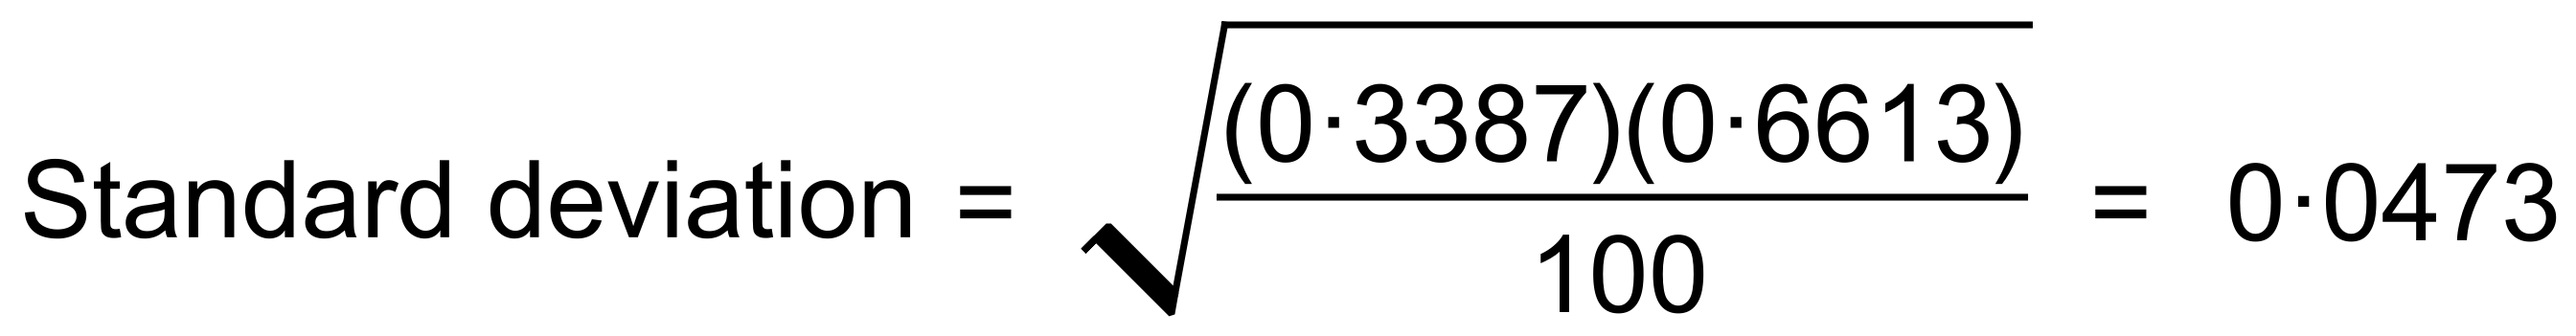 Standard deviation = √((0·3387)(0·6613)/100) = 0·0473